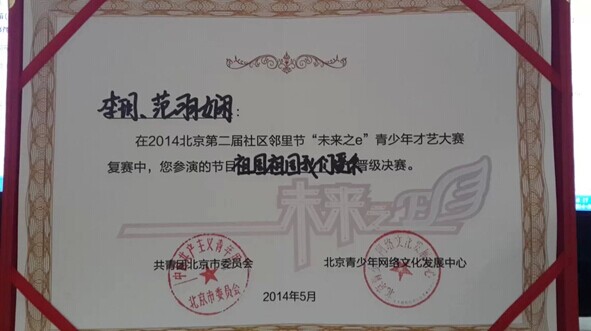 李玥、范羽娴:
在2014北京第二届社区邻里节“未来之e”青少年才艺大赛
复赛中，您参演的节目祖国祖国我们爱你晋级决赛。
未来之e
共青团北京市委员会
北京青少年网络文化发展中心
2014年5月